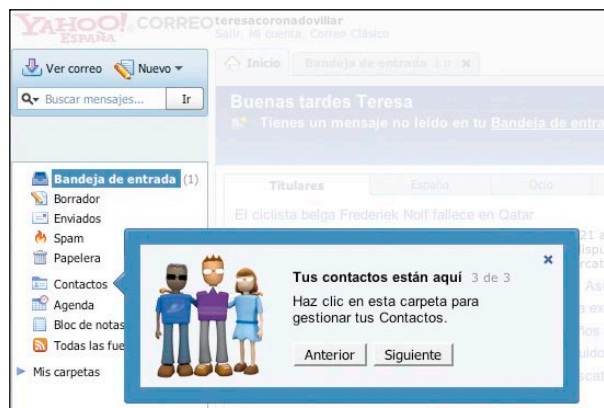 YAHOO! CORREO
ESPAÑA
teresacoronadovillar
Salir, Mi cuenta, Correo Clásico
Ver correo Nuevo
Inicio Bandeja de entrada
Buscar mensajes... Ir
Buenas tardes Teresa
Tienes un mensaje no leído en tu Bandeja de entra
Bandeja de entrada (1)
Borrador
Enviados
Spam
Papelera
Contactos
Agenda
Bloc de notas
Todas las fue
Mis carpetas
Titulares España Ocio
El ciclista belga Frederiek Nolf fallece en Qatar
Tus contactos están aquí 3 de 3
Haz clic en esta carpeta para
gestionar tus Contactos.
Anterior Siguiente